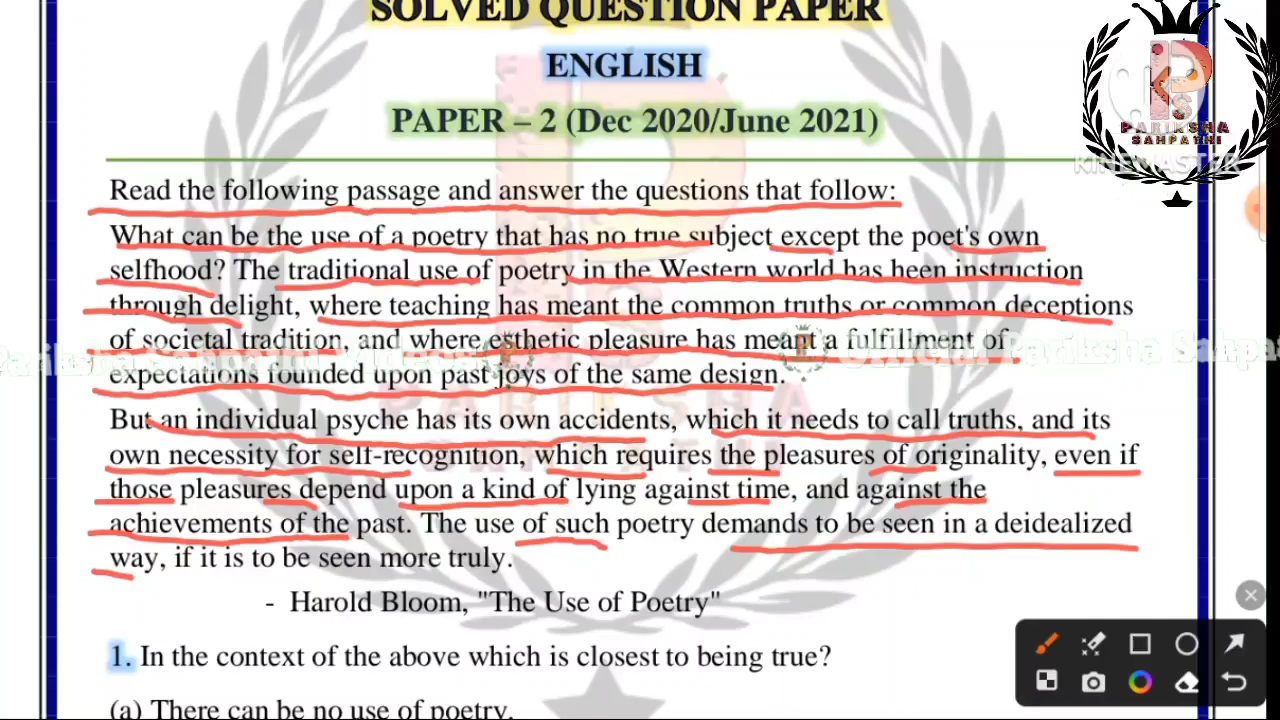 SOLVED QUESTION PAPER
ENGLISH
PAPER – 2 (Dec 2020/June 2021)
PARIKSHA
SAHPATHI
KINEMASTER
Read the following passage and answer the questions that follow:
What can be the use of a poetry that has no true subject except the poet's own
selfhood? The traditional use of poetry in the Western world has been instruction
through delight, where teaching has meant the common truths or common deceptions
of societal tradition, and where esthetic pleasure has meant a fulfillment of
Pariksha Sahpathi Videos
Official Pariksha Sahpa
expectations founded upon past joys of the same design.
PARIKSHA
But an individual psyche has its own accidents, which it needs to call truths, and its
own necessity for self-recognition, which requires the pleasures of originality, even if
those pleasures depend upon a kind of lying against time, and against the
achievements of the past. The use of such poetry demands to be seen in a deidealized
way, if it is to be seen more truly.
- Harold Bloom, "The Use of Poetry"
1. In the context of the above which is closest to being true?
(a) There can be no use of poetry.